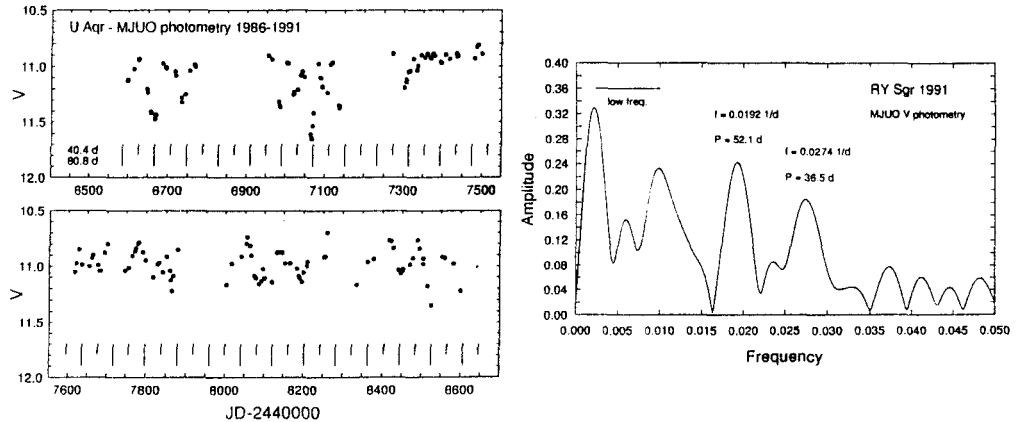 U Aqr - MJUO photometry 1986-1991
10.5
11.0
11.5
12.0
V
40.4 d
80.8 d
6500 6700 6900 7100 7300 7500
10.5
11.0
11.5
12.0
V
7600 7800 8000 8200 8400 8600
JD-2440000
0.40
0.36
0.32
0.28
0.24
0.20
0.16
0.12
0.08
0.04
0.00
Amplitude
low freq.
RY Sgr 1991
MJUO V photometry
f = 0.0192 1/d
P = 52.1 d
f = 0.0274 1/d
P = 36.5 d
0.000 0.005 0.010 0.015 0.020 0.025 0.030 0.035 0.040 0.045 0.050
Frequency